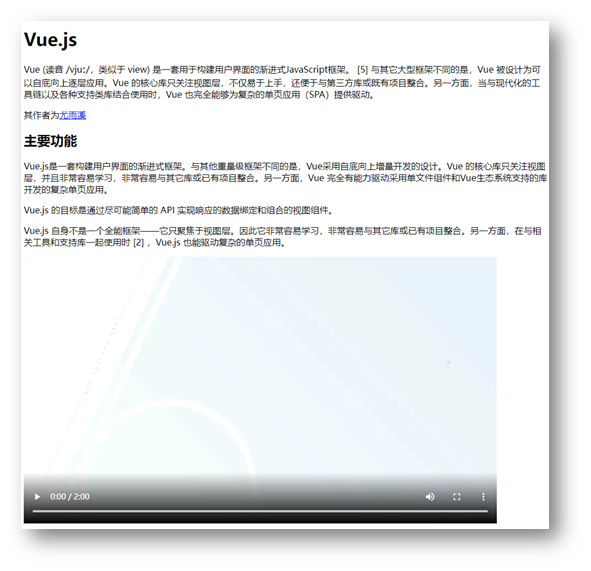 Vue.js
Vue (读音 /vjuː/，类似于 view) 是一套用于构建用户界面的渐进式JavaScript框架。 [5] 与其它大型框架不同的是，Vue 被设计为可
以自底向上逐层应用。Vue 的核心库只关注视图层，不仅易于上手，还便于与第三方库或既有项目整合。另一方面，当与现代化的工
具链以及各种支持类库结合使用时，Vue 也完全能够为复杂的单页应用（SPA）提供驱动。
其作者为尤雨溪
主要功能
Vue.js是一套构建用户界面的渐进式框架。与其他重量级框架不同的是，Vue采用自底向上增量开发的设计。Vue 的核心库只关注视图
层，并且非常容易学习，非常容易与其它库或已有项目整合。另一方面，Vue 完全有能力驱动采用单文件组件和Vue生态系统支持的库
开发的复杂单页应用。
Vue.js 的目标是通过尽可能简单的 API 实现响应的数据绑定和组合的视图组件。
Vue.js 自身不是一个全能框架——它只聚焦于视图层。因此它非常容易学习，非常容易与其它库或已有项目整合。另一方面，在与相
关工具和支持库一起使用时 [2] ，Vue.js 也能驱动复杂的单页应用。
0:00 / 2:00